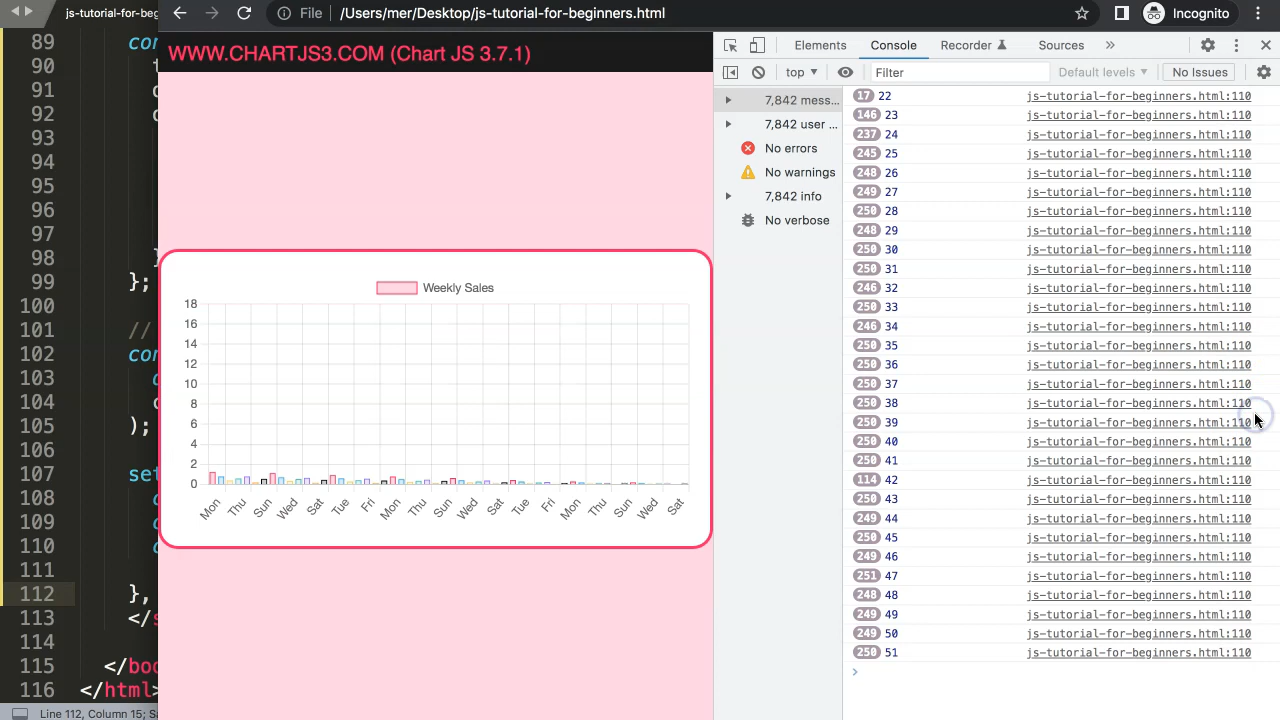 js-tutorial-for-beg
File /Users/mer/Desktop/js-tutorial-for-beginners.html Incognito
WWW.CHARTJS3.COM (Chart JS 3.7.1)
Elements Console Recorder Sources »
top ▾ Filter Default levels ▾ No Issues
7,842 mess...
7,842 user ...
No errors
No warnings
7,842 info
No verbose
17 22 js-tutorial-for-beginners.html:110
146 23 js-tutorial-for-beginners.html:110
237 24 js-tutorial-for-beginners.html:110
245 25 js-tutorial-for-beginners.html:110
248 26 js-tutorial-for-beginners.html:110
249 27 js-tutorial-for-beginners.html:110
250 28 js-tutorial-for-beginners.html:110
248 29 js-tutorial-for-beginners.html:110
250 30 js-tutorial-for-beginners.html:110
250 31 js-tutorial-for-beginners.html:110
246 32 js-tutorial-for-beginners.html:110
250 33 js-tutorial-for-beginners.html:110
246 34 js-tutorial-for-beginners.html:110
250 35 js-tutorial-for-beginners.html:110
250 36 js-tutorial-for-beginners.html:110
250 37 js-tutorial-for-beginners.html:110
250 38 js-tutorial-for-beginners.html:110
250 39 js-tutorial-for-beginners.html:110
250 40 js-tutorial-for-beginners.html:110
250 41 js-tutorial-for-beginners.html:110
114 42 js-tutorial-for-beginners.html:110
250 43 js-tutorial-for-beginners.html:110
249 44 js-tutorial-for-beginners.html:110
250 45 js-tutorial-for-beginners.html:110
249 46 js-tutorial-for-beginners.html:110
251 47 js-tutorial-for-beginners.html:110
248 48 js-tutorial-for-beginners.html:110
249 49 js-tutorial-for-beginners.html:110
249 50 js-tutorial-for-beginners.html:110
250 51 js-tutorial-for-beginners.html:110
>
Weekly Sales
18
16
14
12
10
8
6
4
2
0
Mon Thu Sun Wed Sat Tue Fri Mon Thu Sun Wed Sat Tue Fri Mon Thu Sun Wed Sat
89 co
90
91
92
93
94
95
96
97
98 }
99 };
100
101 //
102 co
103
104
105 );
106
107 set
108
109
110
111
112 },
113 </s
114
115 </bo
116 </html>
Line 112, Column 15;